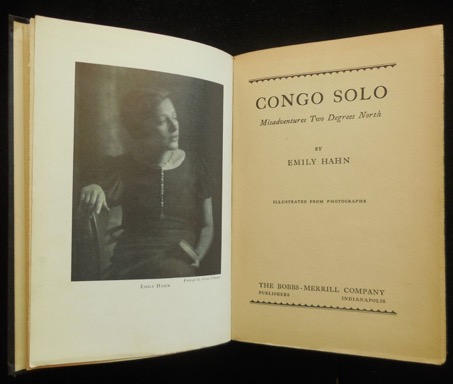 EMILY HAHN
CONGO SOLO
Misadventures Two Degrees North
BY
EMILY HAHN
ILLUSTRATED FROM PHOTOGRAPHS
THE BOBBS-MERRILL COMPANY
PUBLISHERS INDIANAPOLIS